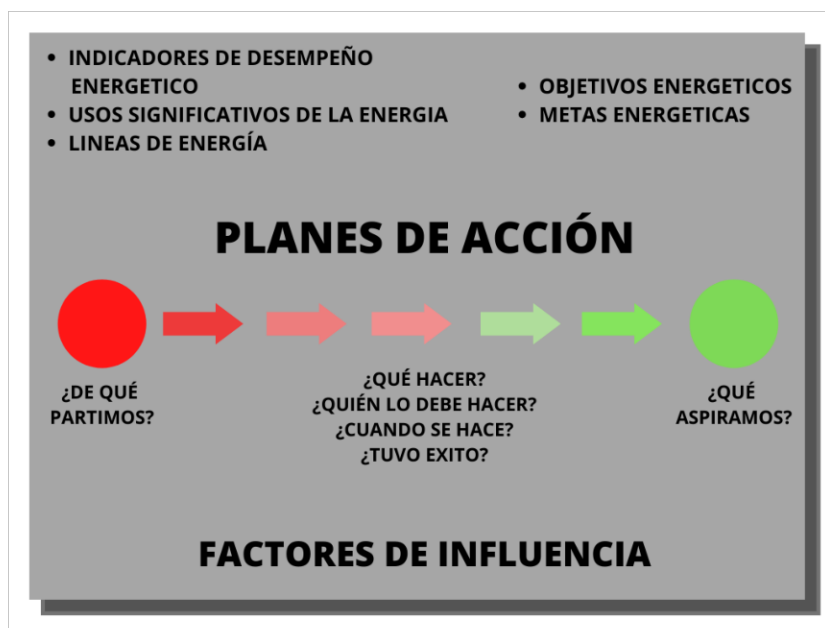 • INDICADORES DE DESEMPEÑO
ENERGETICO
• USOS SIGNIFICATIVOS DE LA ENERGIA
• LINEAS DE ENERGÍA
• OBJETIVOS ENERGETICOS
• METAS ENERGETICAS
PLANES DE ACCIÓN
¿DE QUÉ
PARTIMOS?
¿QUÉ HACER?
¿QUIÉN LO DEBE HACER?
¿CUANDO SE HACE?
¿TUVO EXITO?
¿QUÉ
ASPIRAMOS?
FACTORES DE INFLUENCIA